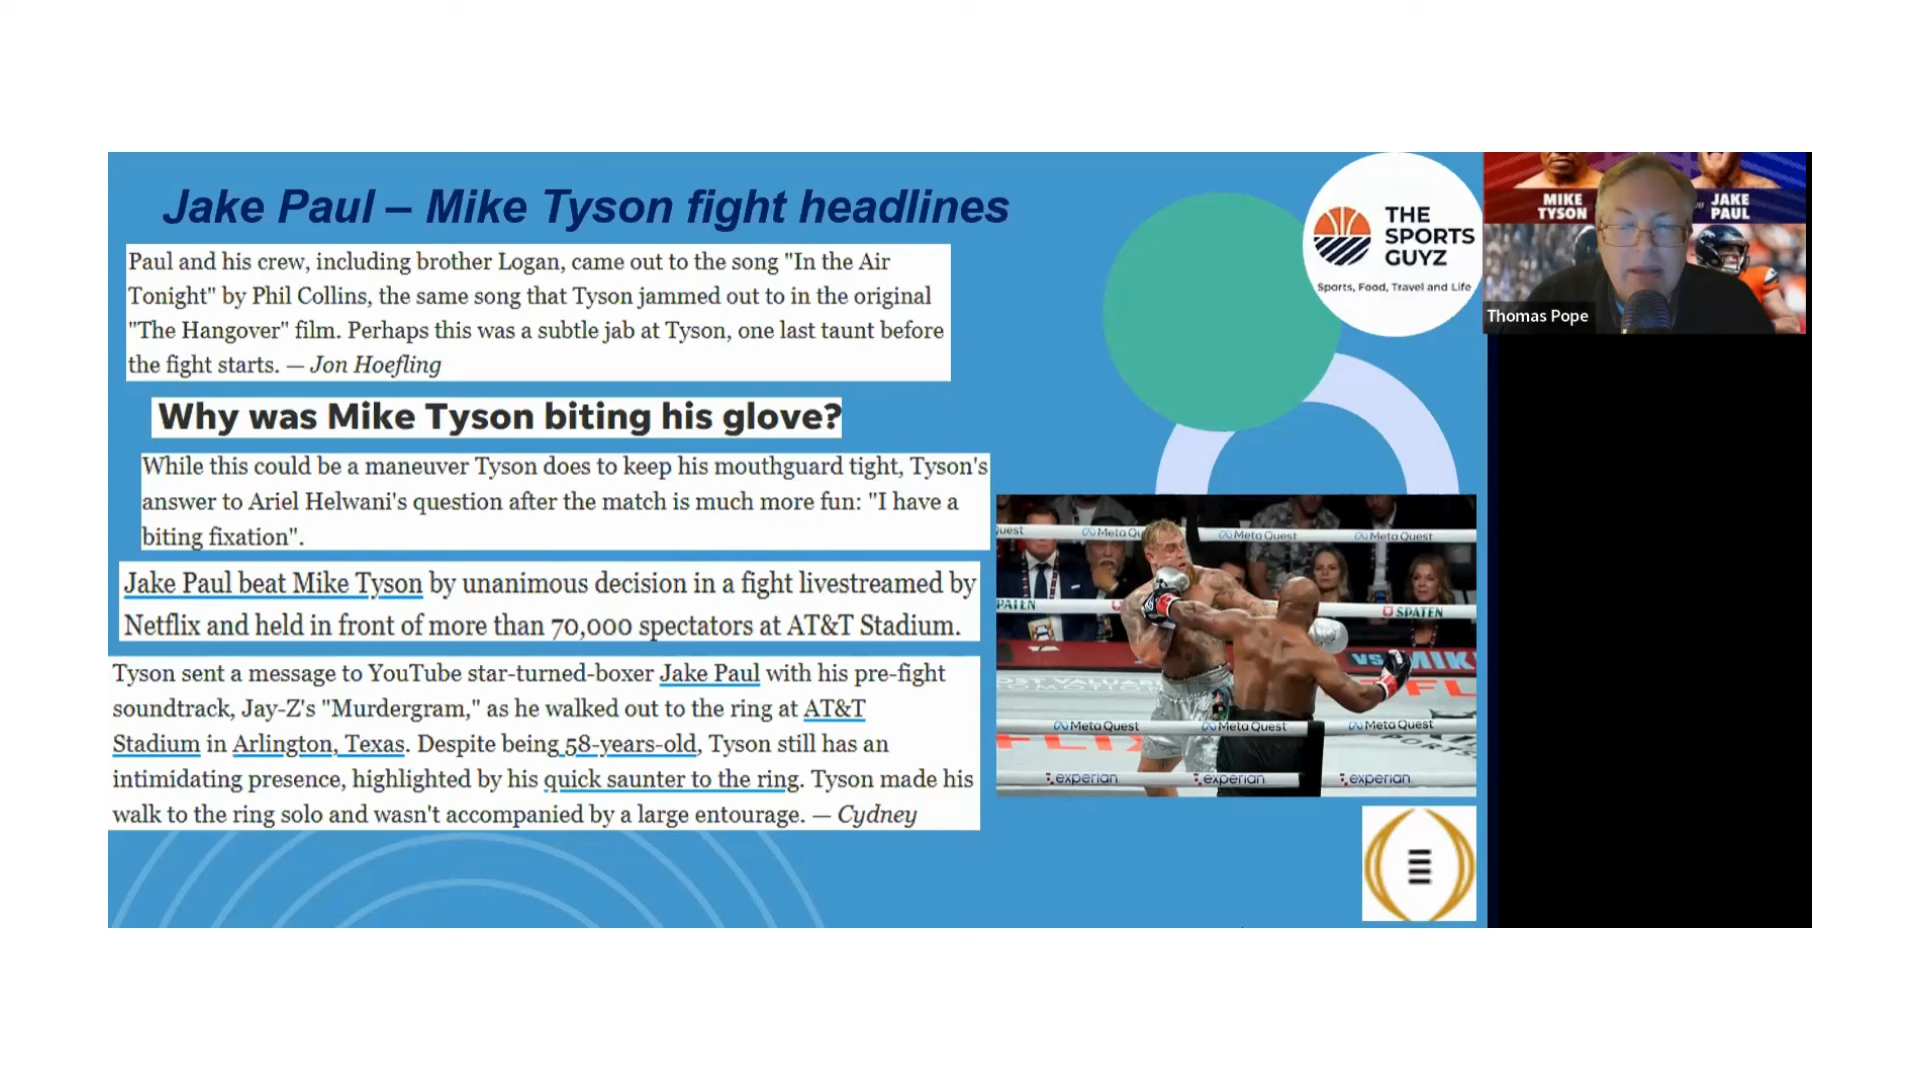 Jake Paul – Mike Tyson fight headlines
Paul and his crew, including brother Logan, came out to the song "In the Air
Tonight" by Phil Collins, the same song that Tyson jammed out to in the original
"The Hangover" film. Perhaps this was a subtle jab at Tyson, one last taunt before
the fight starts. — Jon Hoefling
Why was Mike Tyson biting his glove?
While this could be a maneuver Tyson does to keep his mouthguard tight, Tyson's
answer to Ariel Helwani's question after the match is much more fun: "I have a
biting fixation".
Jake Paul beat Mike Tyson by unanimous decision in a fight livestreamed by
Netflix and held in front of more than 70,000 spectators at AT&T Stadium.
Tyson sent a message to YouTube star-turned-boxer Jake Paul with his pre-fight
soundtrack, Jay-Z's "Murdergram," as he walked out to the ring at AT&T
Stadium in Arlington, Texas. Despite being 58-years-old, Tyson still has an
intimidating presence, highlighted by his quick saunter to the ring. Tyson made his
walk to the ring solo and wasn't accompanied by a large entourage. — Cydney
THE
SPORTS
GUYZ
Sports, Food, Travel and Life
MIKE
TYSON
JAKE
PAUL
Thomas Pope
Meta Quest
Meta Quest
SPATEN
VS MIK
Meta Quest
Meta Quest
Meta Quest
experian
experian
experian